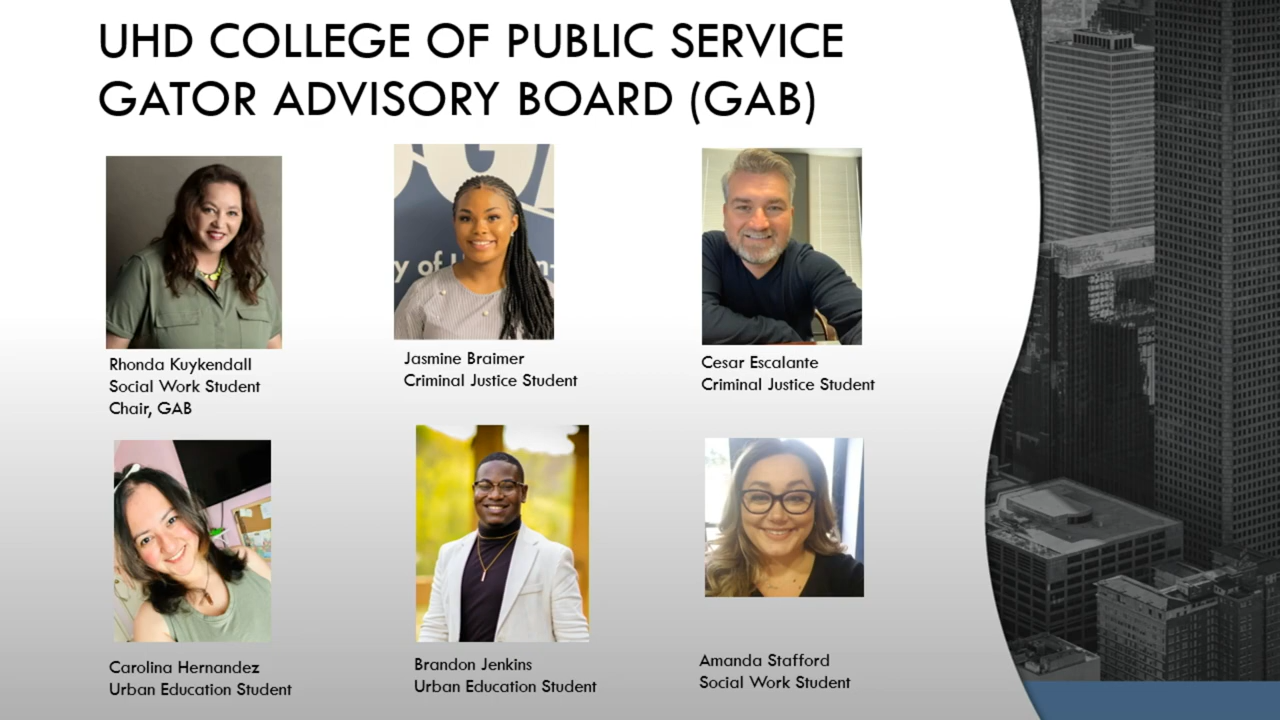 UHD COLLEGE OF PUBLIC SERVICE
GATOR ADVISORY BOARD (GAB)
y of
Rhonda Kuykendall
Social Work Student
Chair, GAB
Jasmine Braimer
Criminal Justice Student
Cesar Escalante
Criminal Justice Student
Carolina Hernandez
Urban Education Student
Brandon Jenkins
Urban Education Student
Amanda Stafford
Social Work Student